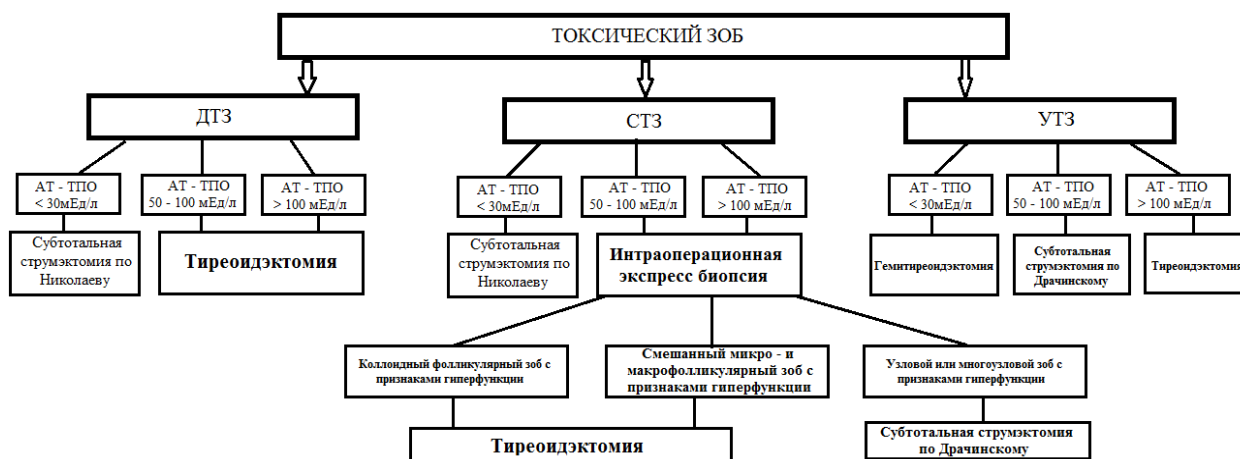 ТОКСИЧЕСКИЙ ЗОБ
ДТЗ
СТЗ
УТЗ
АТ - ТПО
< 30мЕд/л
АТ - ТПО
50 - 100 мЕд/л
АТ - ТПО
> 100 мЕд/л
АТ - ТПО
< 30мЕд/л
АТ - ТПО
50 - 100 мЕд/л
АТ - ТПО
> 100 мЕд/л
АТ - ТПО
< 30мЕд/л
АТ - ТПО
50 - 100 мЕд/л
АТ - ТПО
> 100 мЕд/л
Субтотальная
струмэктомия по
Николаеву
Тиреоидэктомия
Субтотальная
струмэктомия по
Николаеву
Интраоперационная
экспресс биопсия
Гемитиреоидэктомия
Субтотальная
струмэктомия по
Драчинскому
Тиреоидэктомия
Коллоидный фолликулярный зоб с
признаками гиперфункции
Смешанный микро - и
макрофолликулярный зоб с
признаками гиперфункции
Узловой или многоузловой зоб с
признаками гиперфункции
Тиреоидэктомия
Субтотальная струмэктомия
по Драчинскому